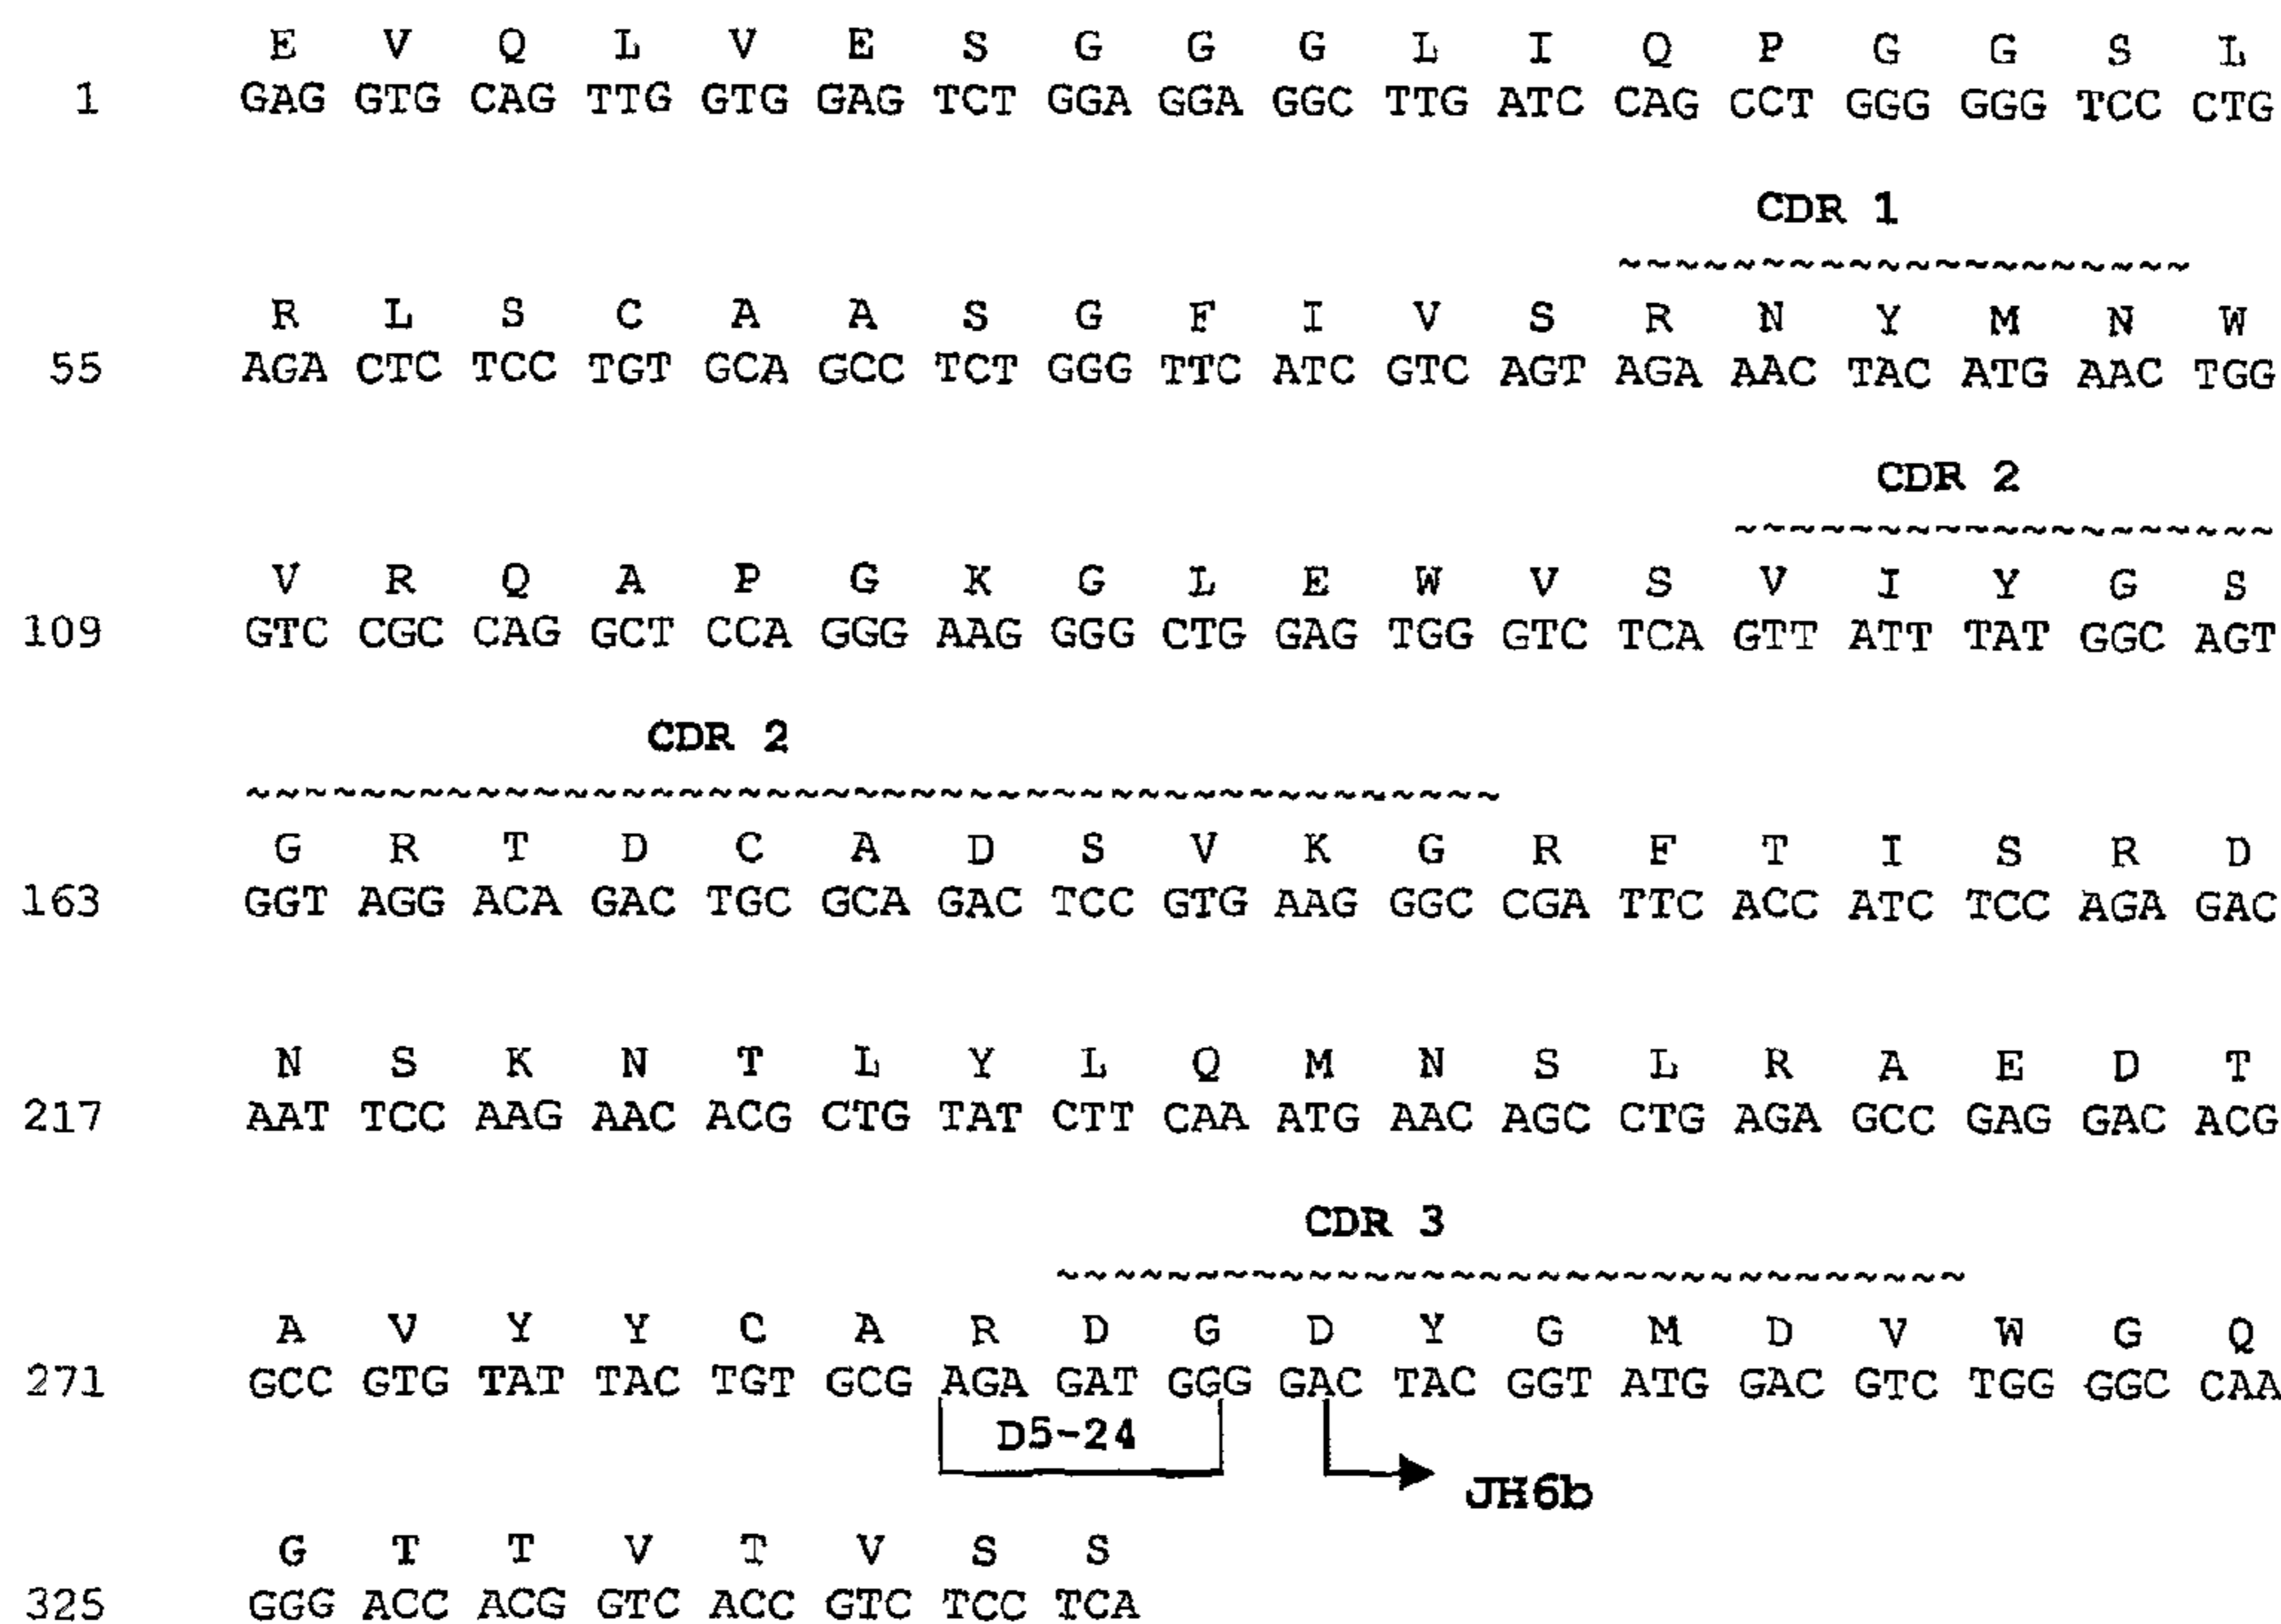 E V Q L V E S G G G L I Q P G G S L
1 GAG GTG CAG TTG GTG GAG TCT GGA GGA GGC TTG ATC CAG CCT GGG GGG TCC CTG
CDR 1
~~~~~~~~~~~~~~~~~~~~
R L S C A A S G F I V S R N Y M N W
55 AGA CTC TCC TGT GCA GCC TCT GGG TTC ATC GTC AGT AGA AAC TAC ATG AAC TGG
CDR 2
~~~~~~~~~~~~~~~~~~~
V R Q A P G K G L E W V S V I Y G S
109 GTC CGC CAG GCT CCA GGG AAG GGG CTG GAG TGG GTC TCA GTT ATT TAT GGC AGT
CDR 2
~~~~~~~~~~~~~~~~~~~~~~~~~~~~~~~~~~~~~~~~~~~~
G R T D C A D S V K G R F T I S R D
163 GGT AGG ACA GAC TGC GCA GAC TCC GTG AAG GGC CGA TTC ACC ATC TCC AGA GAC
N S K N T L Y L Q M N S L R A E D T
217 AAT TCC AAG AAC ACG CTG TAT CTT CAA ATG AAC AGC CTG AGA GCC GAG GAC ACG
CDR 3
~~~~~~~~~~~~~~~~~~~~~~~~~~~~~~~~
A V Y Y C A R D G D Y G M D V W G Q
271 GCC GTG TAT TAC TGT GCG AGA GAT GGG GAC TAC GGT ATG GAC GTC TGG GGC CAA
D5-24
JH6b
G T T V T V S S
325 GGG ACC ACG GTC ACC GTC TCC TCA